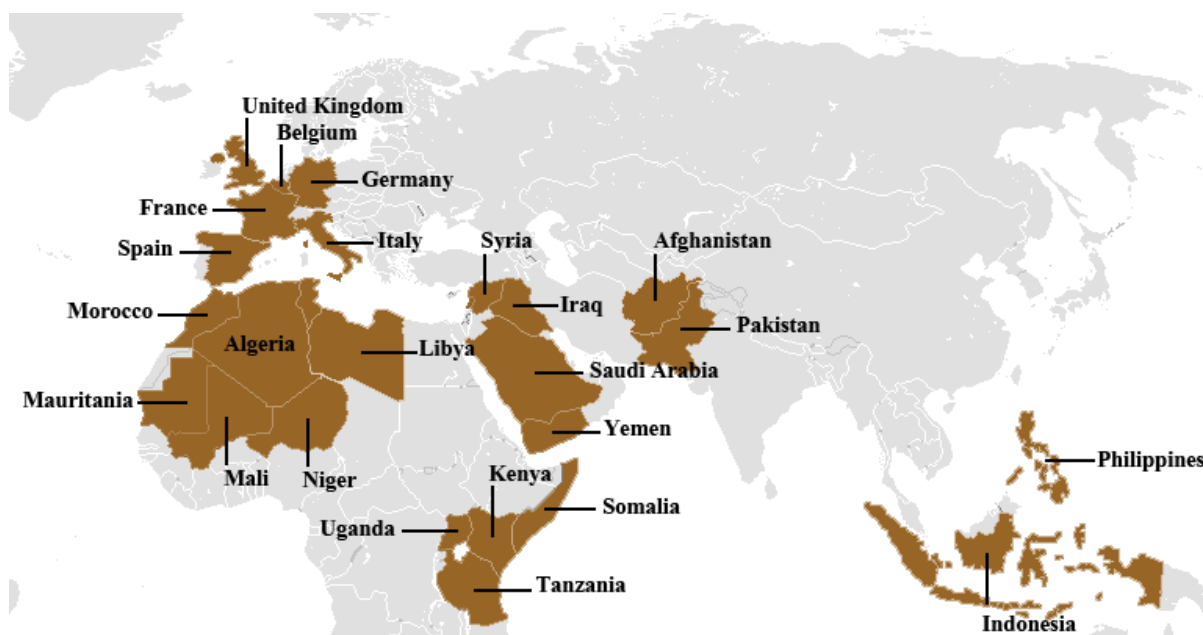 United Kingdom
Belgium
Germany
France
Spain
Italy
Syria
Afghanistan
Morocco
Iraq
Pakistan
Algeria
Libya
Saudi Arabia
Mauritania
Yemen
Mali
Niger
Kenya
Philippines
Somalia
Uganda
Tanzania
Indonesia